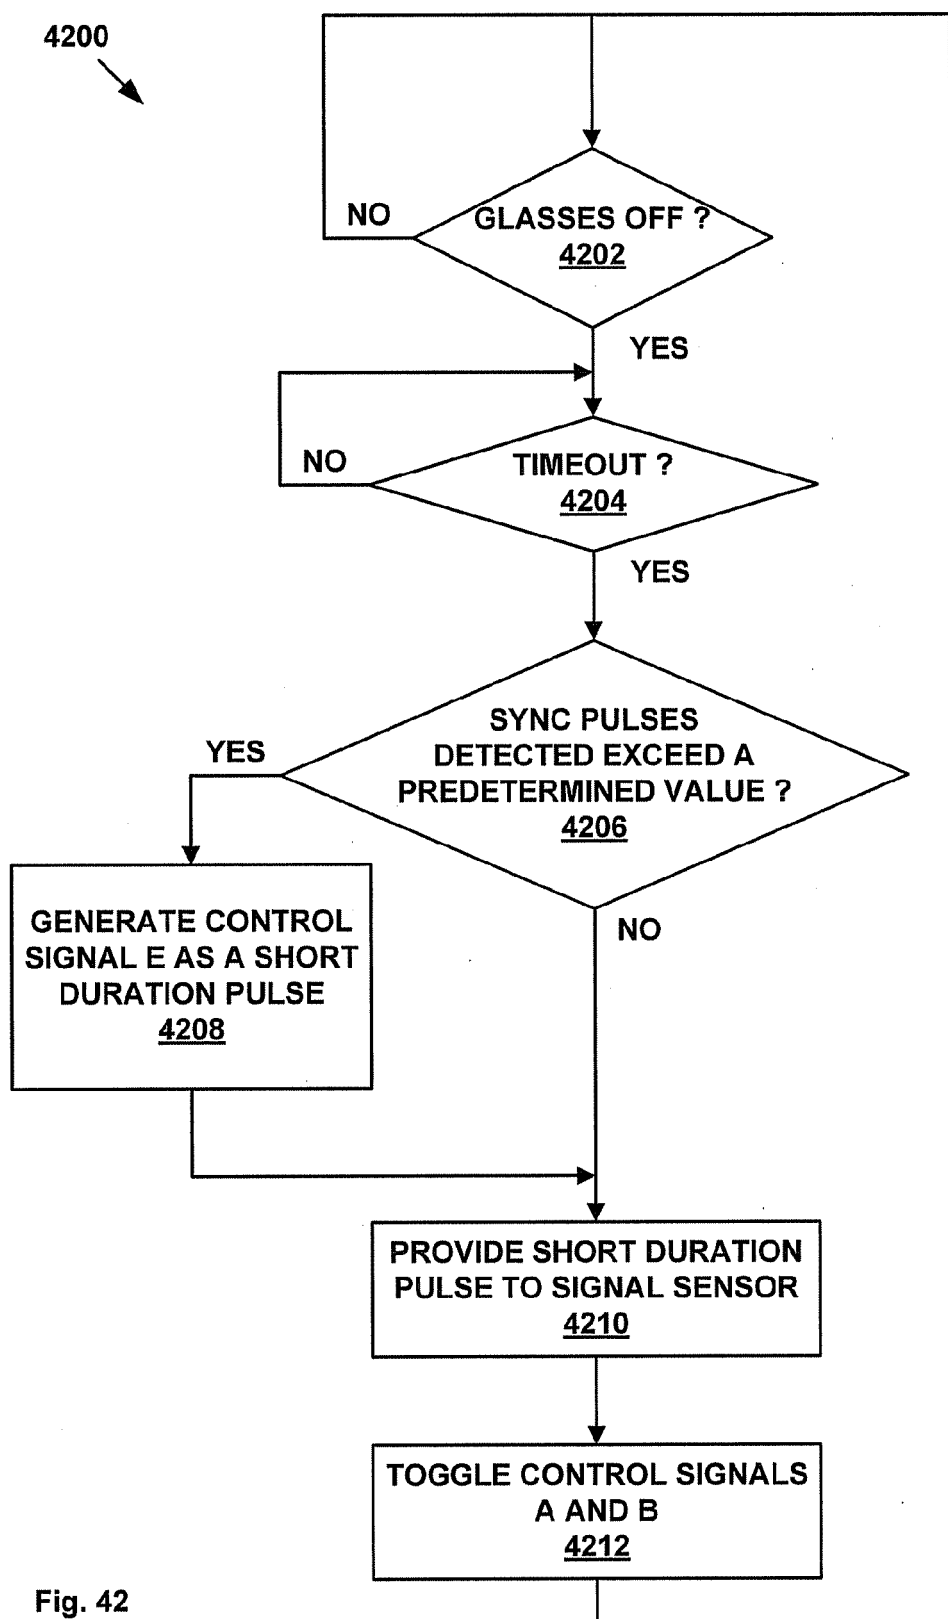 4200
GLASSES OFF ?
4202
NO
YES
TIMEOUT ?
4204
NO
YES
SYNC PULSES
DETECTED EXCEED A
PREDETERMINED VALUE ?
4206
YES
NO
GENERATE CONTROL
SIGNAL E AS A SHORT
DURATION PULSE
4208
PROVIDE SHORT DURATION
PULSE TO SIGNAL SENSOR
4210
TOGGLE CONTROL SIGNALS
A AND B
4212
Fig. 42